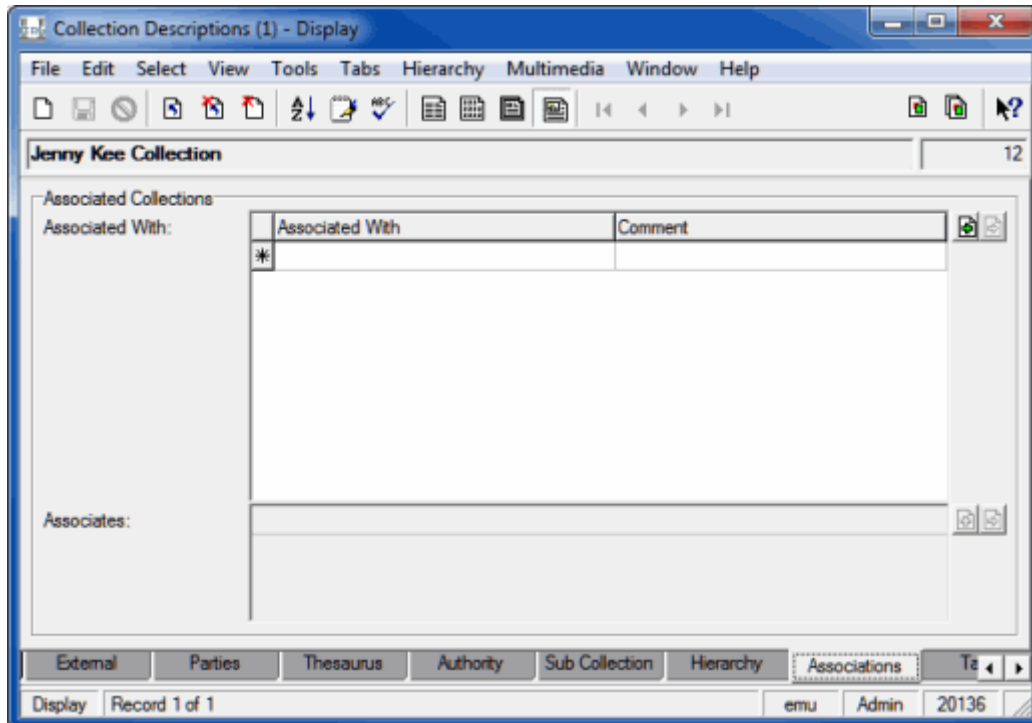 Collection Descriptions (1) - Display
File Edit Select View Tools Tabs Hierarchy Multimedia Window Help
Jenny Kee Collection 12
Associated Collections
Associated With: Associated With Comment
Associates:
External Parties Thesaurus Authority Sub Collection Hierarchy Associations
Display Record 1 of 1 emu Admin 20136